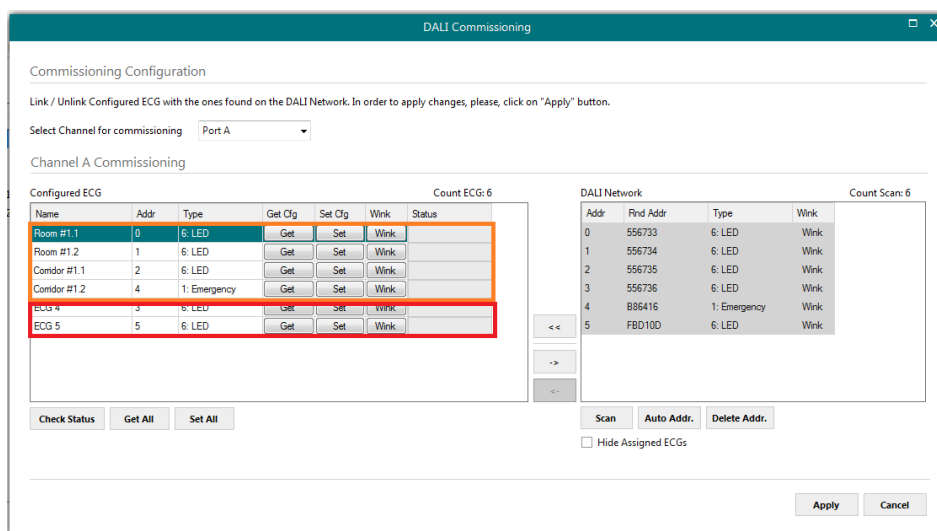 DALI Commissioning
Commissioning Configuration
Link / Unlink Configured ECG with the ones found on the DALI Network. In order to apply changes, please, click on "Apply" button.
Select Channel for commissioning Port A
Channel A Commissioning
Configured ECG Count ECG: 6 DALI Network Count Scan: 6
Name Addr Type Get Cfg Set Cfg Wink Status Addr Rnd Addr Type Wink
Room #1.1 0 6: LED Get Set Wink 0 556733 6: LED Wink
Room #1.2 1 6: LED Get Set Wink 1 556734 6: LED Wink
Corridor #1.1 2 6: LED Get Set Wink 2 556735 6: LED Wink
Corridor #1.2 4 1: Emergency Get Set Wink 3 556736 6: LED Wink
ECG 4 3 6: LED Get Set Wink 4 B86416 1: Emergency Wink
ECG 5 5 6: LED Get Set Wink << 5 FBD10D 6: LED Wink
->
<-
Check Status Get All Set All Scan Auto Addr. Delete Addr.
Hide Assigned ECGs
Apply Cancel